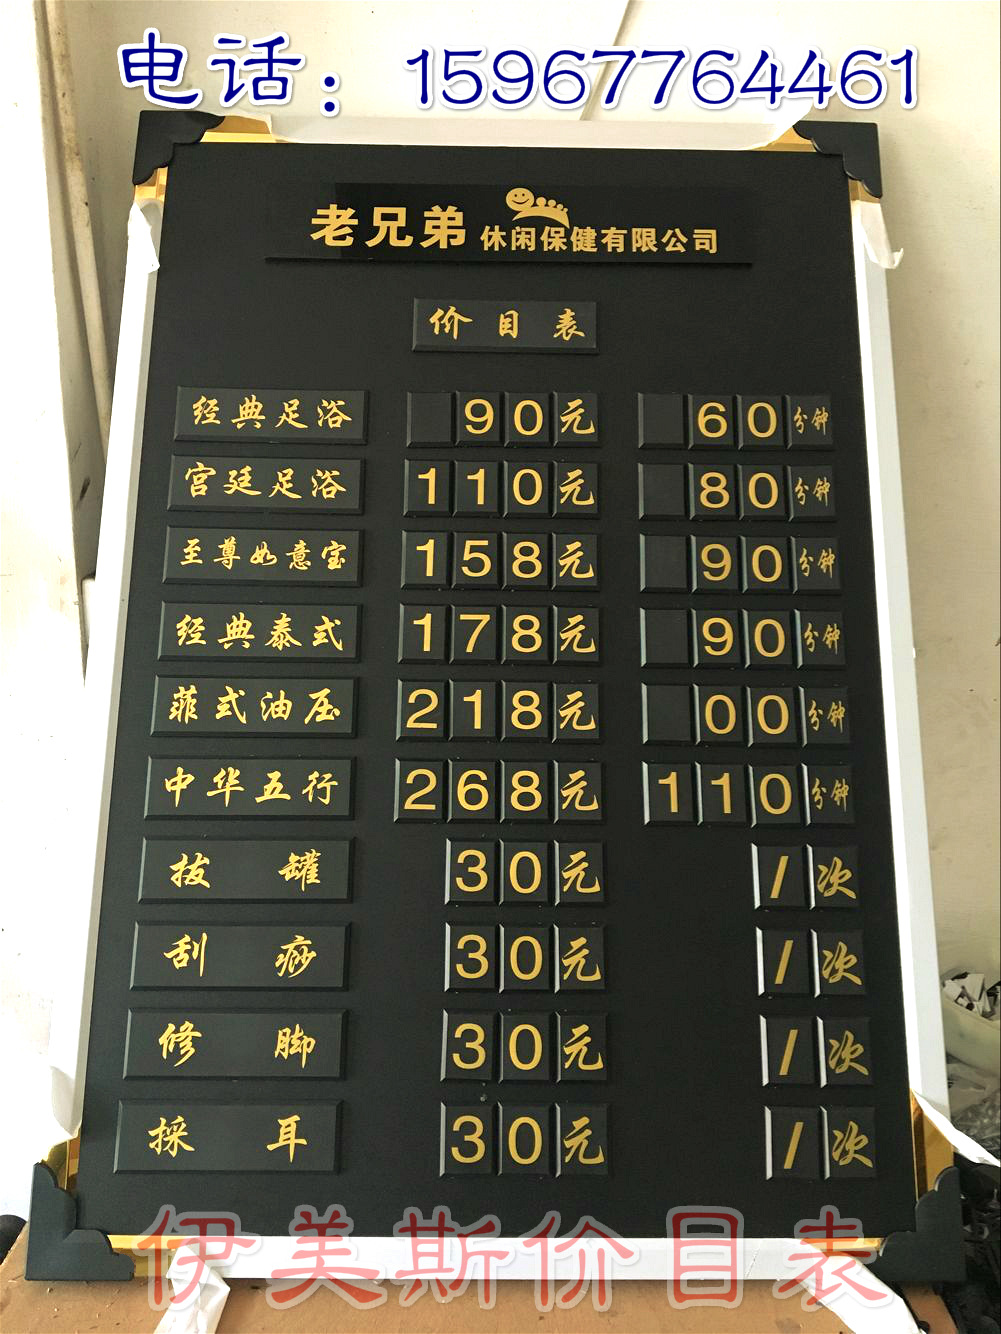 电话：15967764461
老兄弟 休闲保健有限公司
价目表
经典足浴 90元 60分钟
宫廷足浴 110元 80分钟
至尊如意宝 158元 90分钟
经典泰式 178元 90分钟
菲式油压 218元 00分钟
中华五行 268元 110分钟
拔罐 30元 /次
刮痧 30元 /次
修脚 30元 /次
採耳 30元 /次
伊美斯价目表